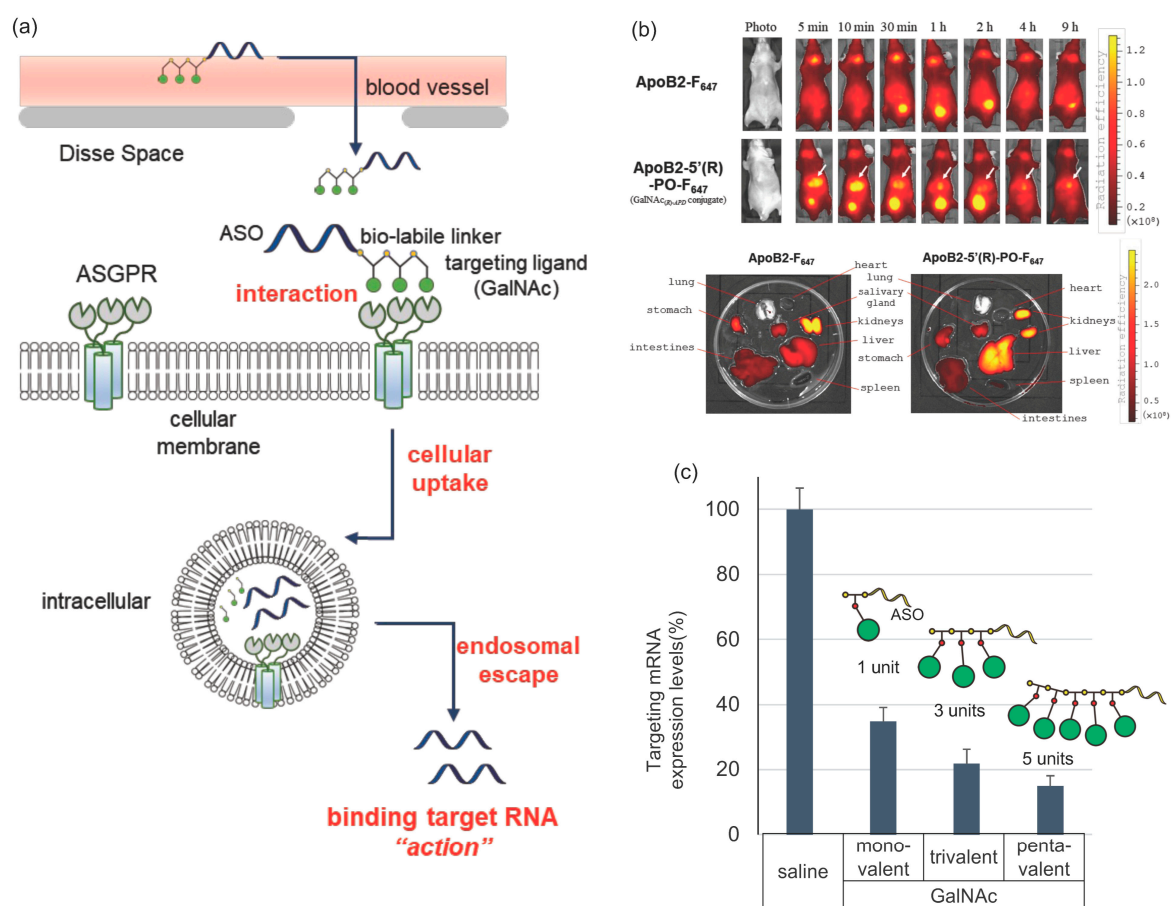 (a)
blood vessel
Disse Space
ASO
bio-labile linker
targeting ligand
(GalNAc)
ASGPR
interaction
cellular
membrane
cellular
uptake
intracellular
endosomal
escape
binding target RNA
“action”
(b)
Photo 5 min 10 min 30 min 1 h 2 h 4 h 9 h
ApoB2-F647
ApoB2-5’(R)
-PO-F647
(GalNAc(R)-APD conjugate)
1.2
1.0
0.8
0.6
0.4
0.2
(×10⁸)
Radiation efficiency
ApoB2-F647
ApoB2-5’(R)-PO-F647
lung
stomach
intestines
heart
lung
salivary
gland
kidneys
liver
stomach
spleen
heart
kidneys
liver
spleen
intestines
2.0
1.5
1.0
0.5
(×10⁸)
Radiation efficiency
(c)
Targeting mRNA
expression levels(%)
100
80
60
40
20
0
ASO
1 unit
3 units
5 units
saline
mono-
valent
trivalent
penta-
valent
GalNAc